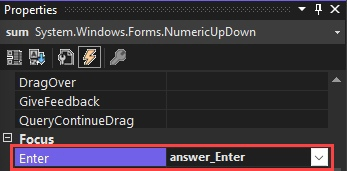 Properties
sum System.Windows.Forms.NumericUpDown
DragOver
GiveFeedback
QueryContinueDrag
Focus
Enter answer_Enter